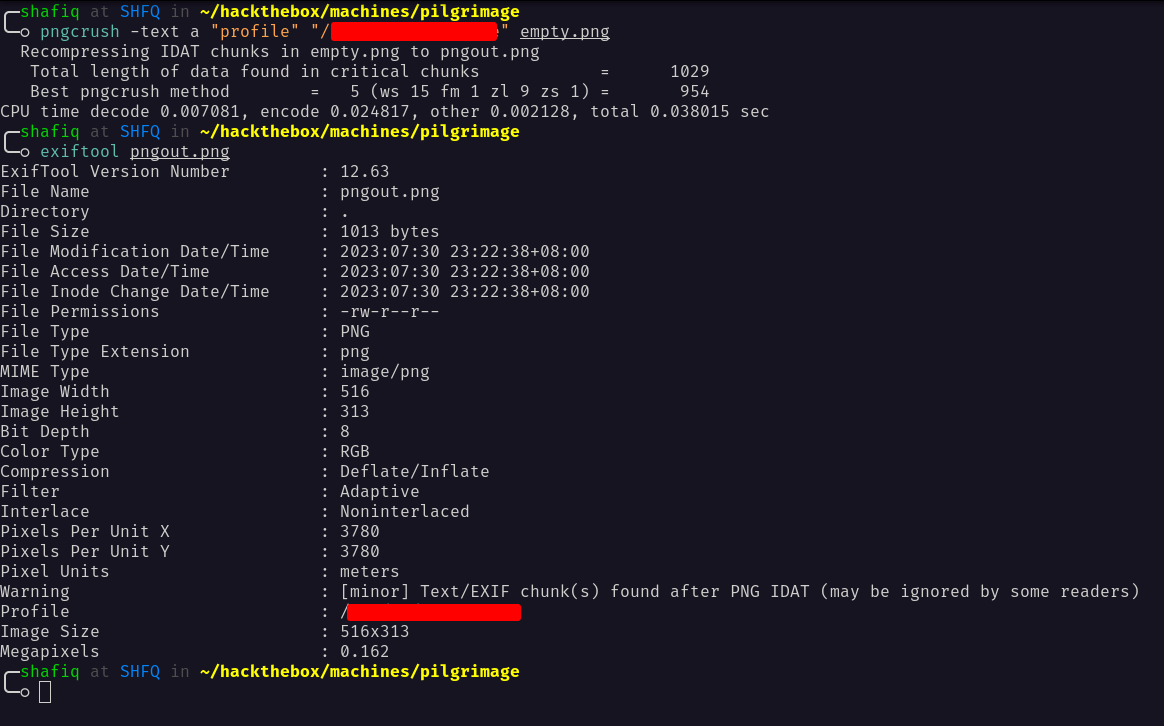 shafiq at SHFQ in ~/hackthebox/machines/pilgrimage
pngcrush -text a "profile" "/ " empty.png
Recompressing IDAT chunks in empty.png to pngout.png
Total length of data found in critical chunks = 1029
Best pngcrush method = 5 (ws 15 fm 1 zl 9 zs 1) = 954
CPU time decode 0.007081, encode 0.024817, other 0.002128, total 0.038015 sec
shafiq at SHFQ in ~/hackthebox/machines/pilgrimage
exiftool pngout.png
ExifTool Version Number : 12.63
File Name : pngout.png
Directory : .
File Size : 1013 bytes
File Modification Date/Time : 2023:07:30 23:22:38+08:00
File Access Date/Time : 2023:07:30 23:22:38+08:00
File Inode Change Date/Time : 2023:07:30 23:22:38+08:00
File Permissions : -rw-r--r--
File Type : PNG
File Type Extension : png
MIME Type : image/png
Image Width : 516
Image Height : 313
Bit Depth : 8
Color Type : RGB
Compression : Deflate/Inflate
Filter : Adaptive
Interlace : Noninterlaced
Pixels Per Unit X : 3780
Pixels Per Unit Y : 3780
Pixel Units : meters
Warning : [minor] Text/EXIF chunk(s) found after PNG IDAT (may be ignored by some readers)
Profile : /
Image Size : 516x313
Megapixels : 0.162
shafiq at SHFQ in ~/hackthebox/machines/pilgrimage